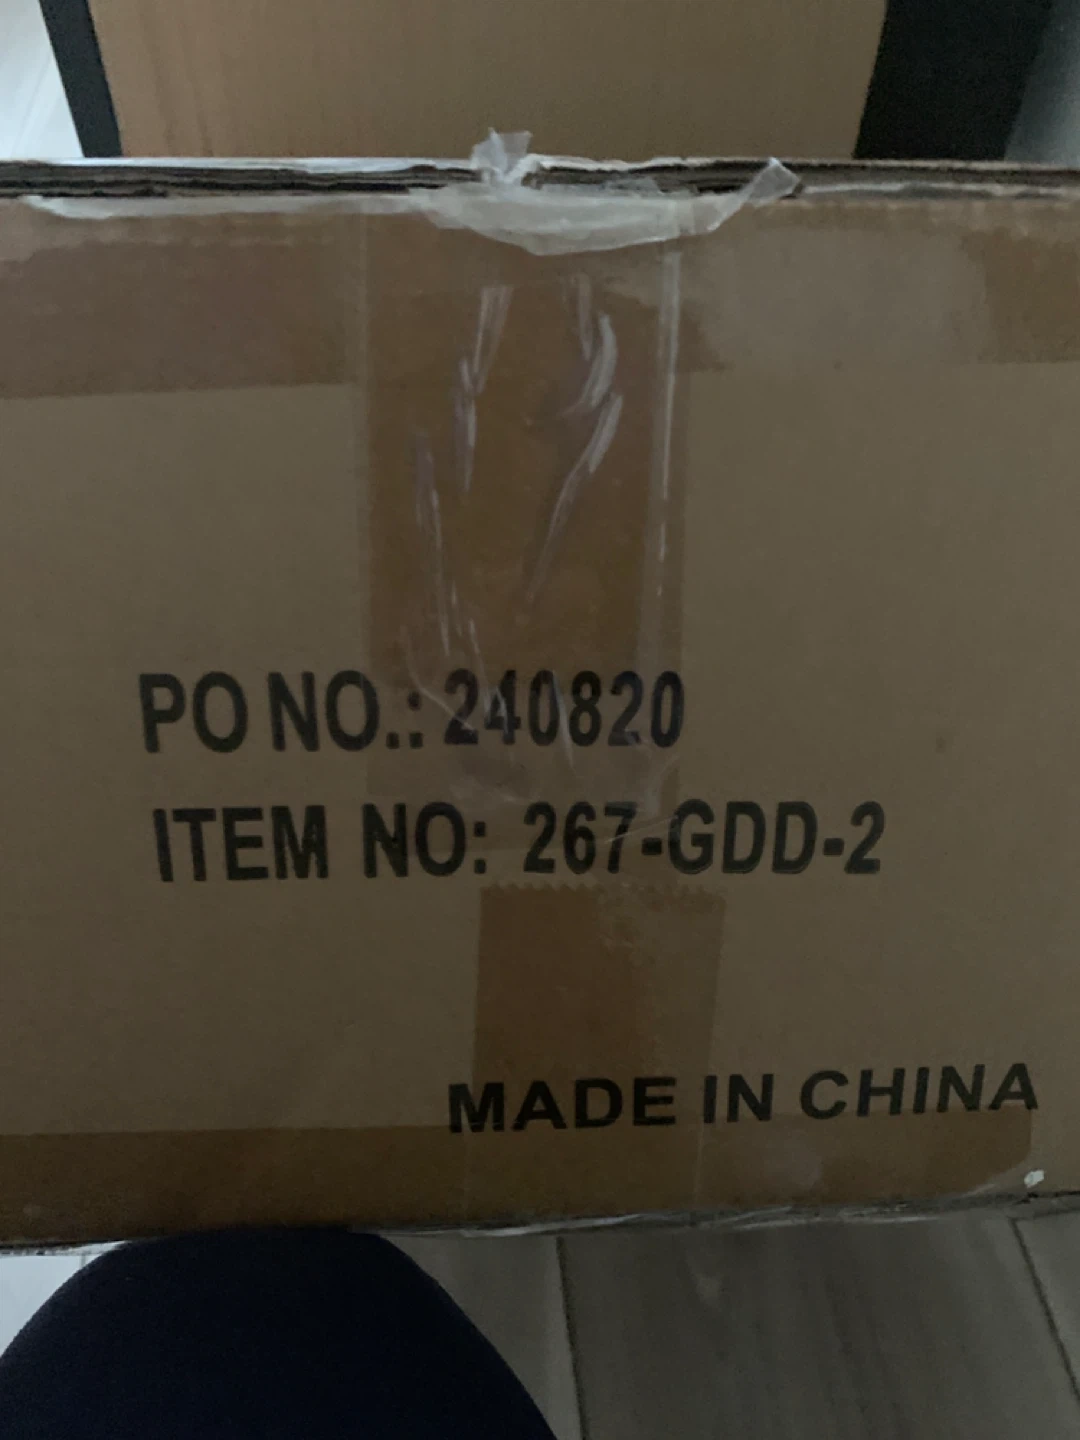 PO NO.: 240820
ITEM NO: 267-GDD-2
MADE IN CHINA